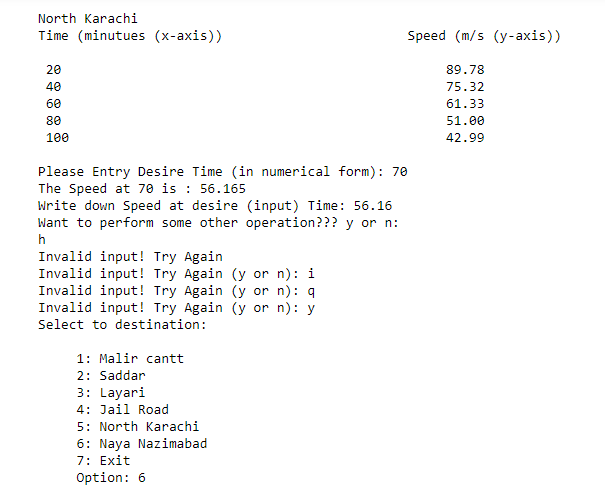 North Karachi
Time (minutues (x-axis)) Speed (m/s (y-axis))
20 89.78
40 75.32
60 61.33
80 51.00
100 42.99
Please Entry Desire Time (in numerical form): 70
The Speed at 70 is : 56.165
Write down Speed at desire (input) Time: 56.16
Want to perform some other operation??? y or n:
h
Invalid input! Try Again
Invalid input! Try Again (y or n): i
Invalid input! Try Again (y or n): q
Invalid input! Try Again (y or n): y
Select to destination:
1: Malir cantt
2: Saddar
3: Layari
4: Jail Road
5: North Karachi
6: Naya Nazimabad
7: Exit
Option: 6